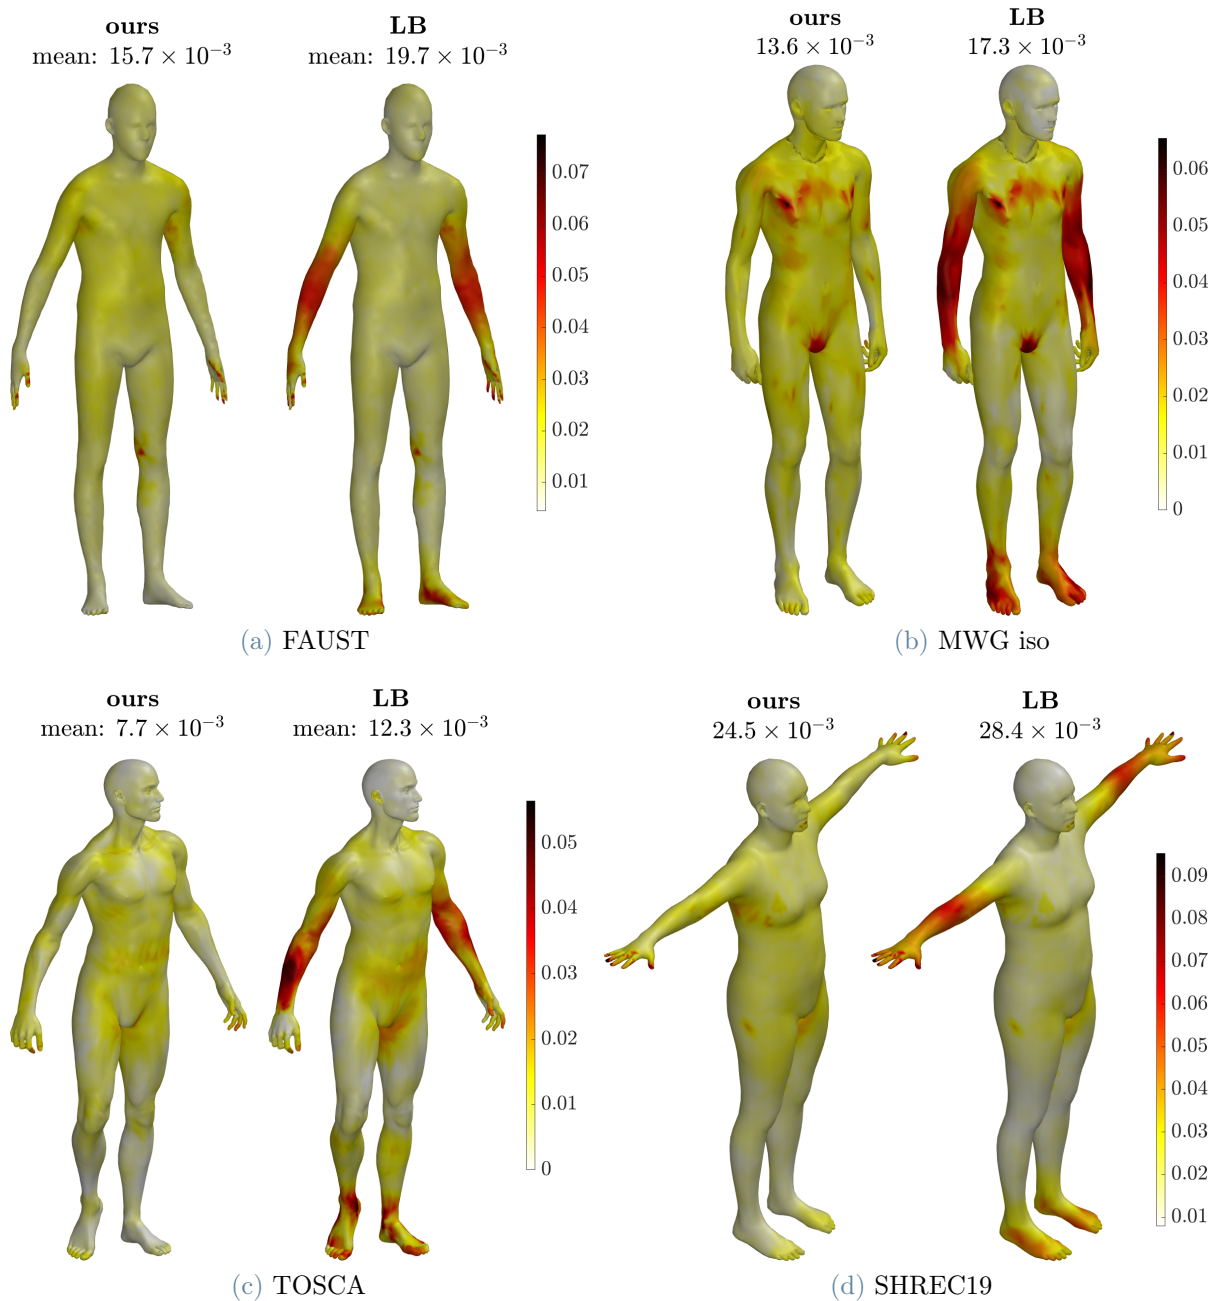 ours
mean: 15.7 × 10⁻³
LB
mean: 19.7 × 10⁻³
0.07
0.06
0.05
0.04
0.03
0.02
0.01
(a) FAUST
ours
13.6 × 10⁻³
LB
17.3 × 10⁻³
0.06
0.05
0.04
0.03
0.02
0.01
0
(b) MWG iso
ours
mean: 7.7 × 10⁻³
LB
mean: 12.3 × 10⁻³
0.05
0.04
0.03
0.02
0.01
0
(c) TOSCA
ours
24.5 × 10⁻³
LB
28.4 × 10⁻³
0.09
0.08
0.07
0.06
0.05
0.04
0.03
0.02
0.01
(d) SHREC19